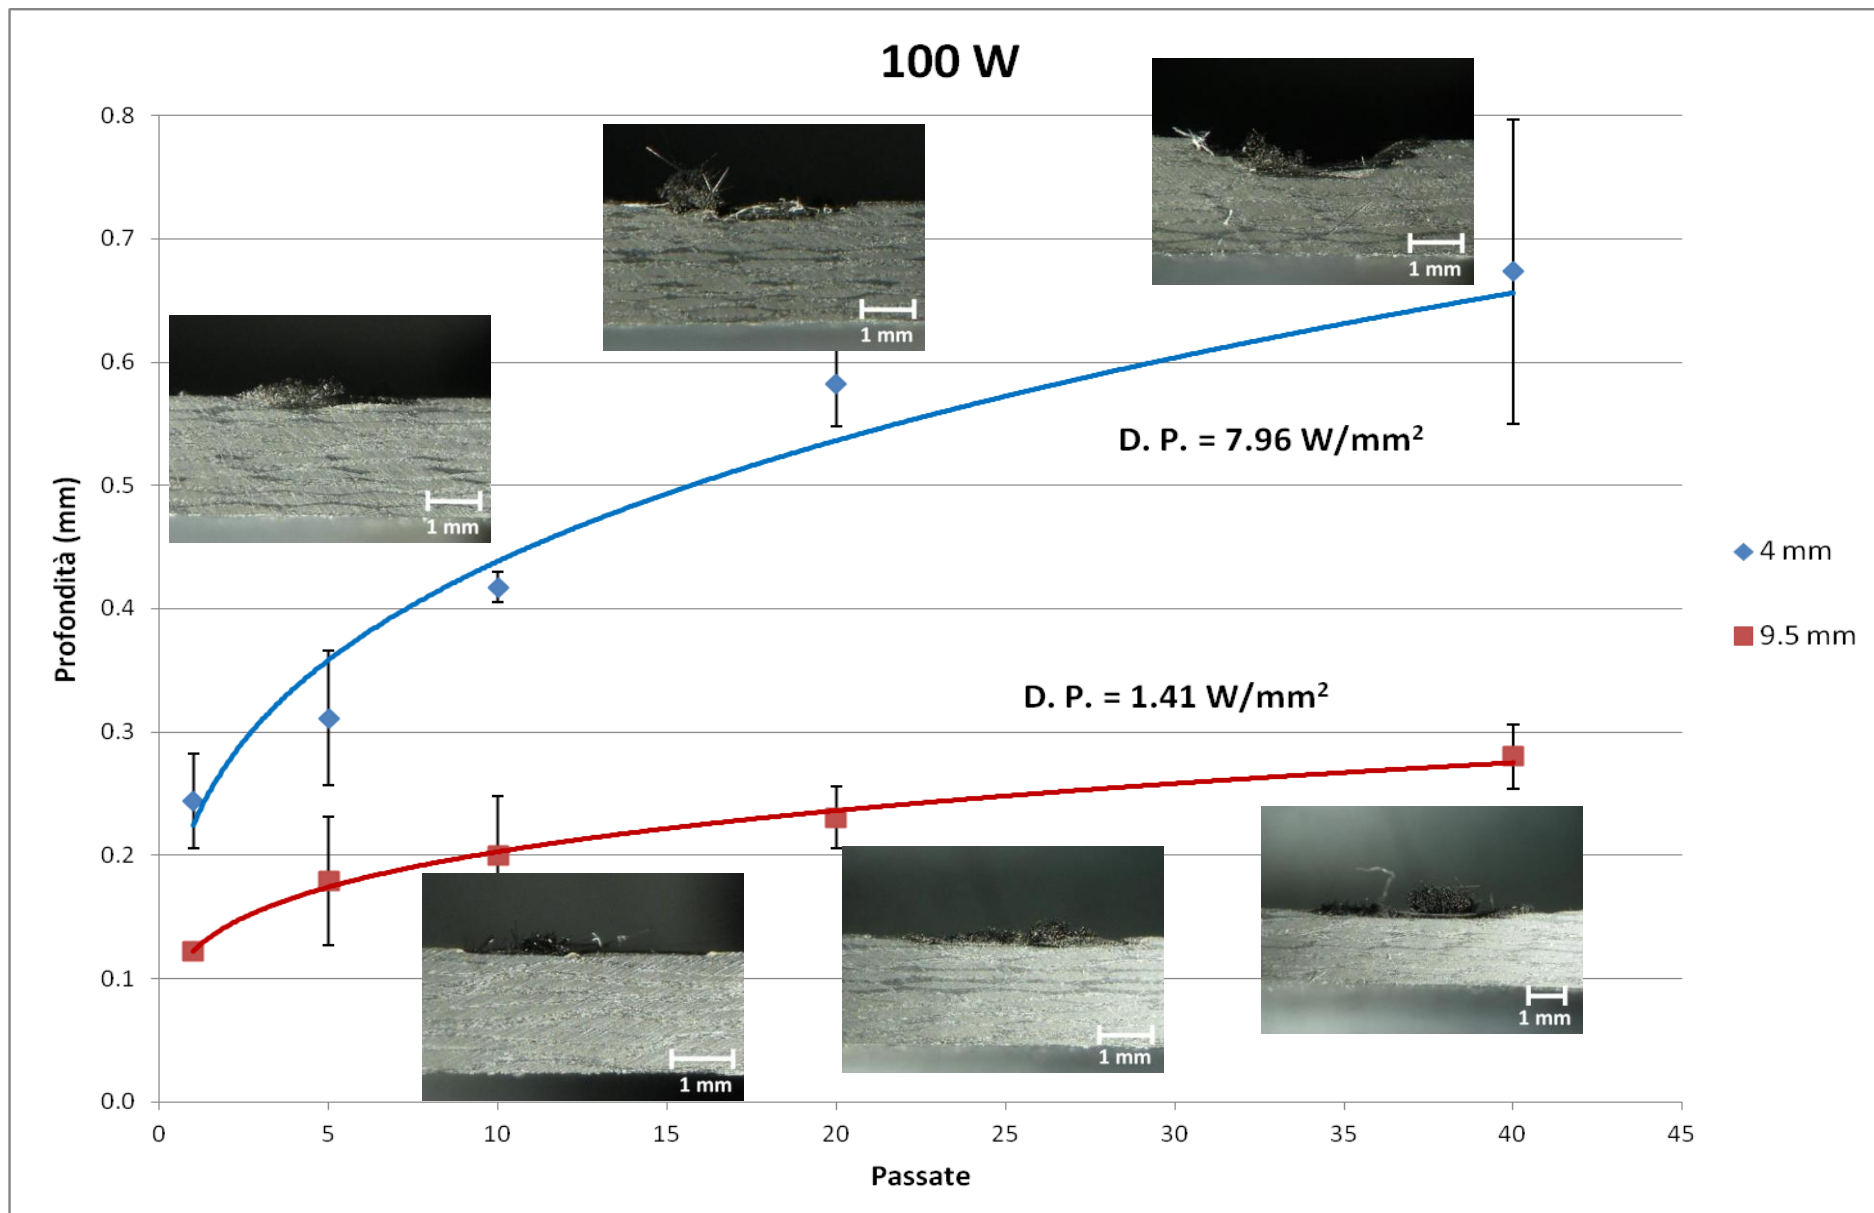 100 W
0.8
0.7
0.6
0.5
0.4
0.3
0.2
0.1
0.0
Profondità (mm)
1 mm
1 mm
1 mm
D. P. = 7.96 W/mm²
4 mm
9.5 mm
D. P. = 1.41 W/mm²
1 mm
1 mm
1 mm
0 5 10 15 20 25 30 35 40 45
Passate